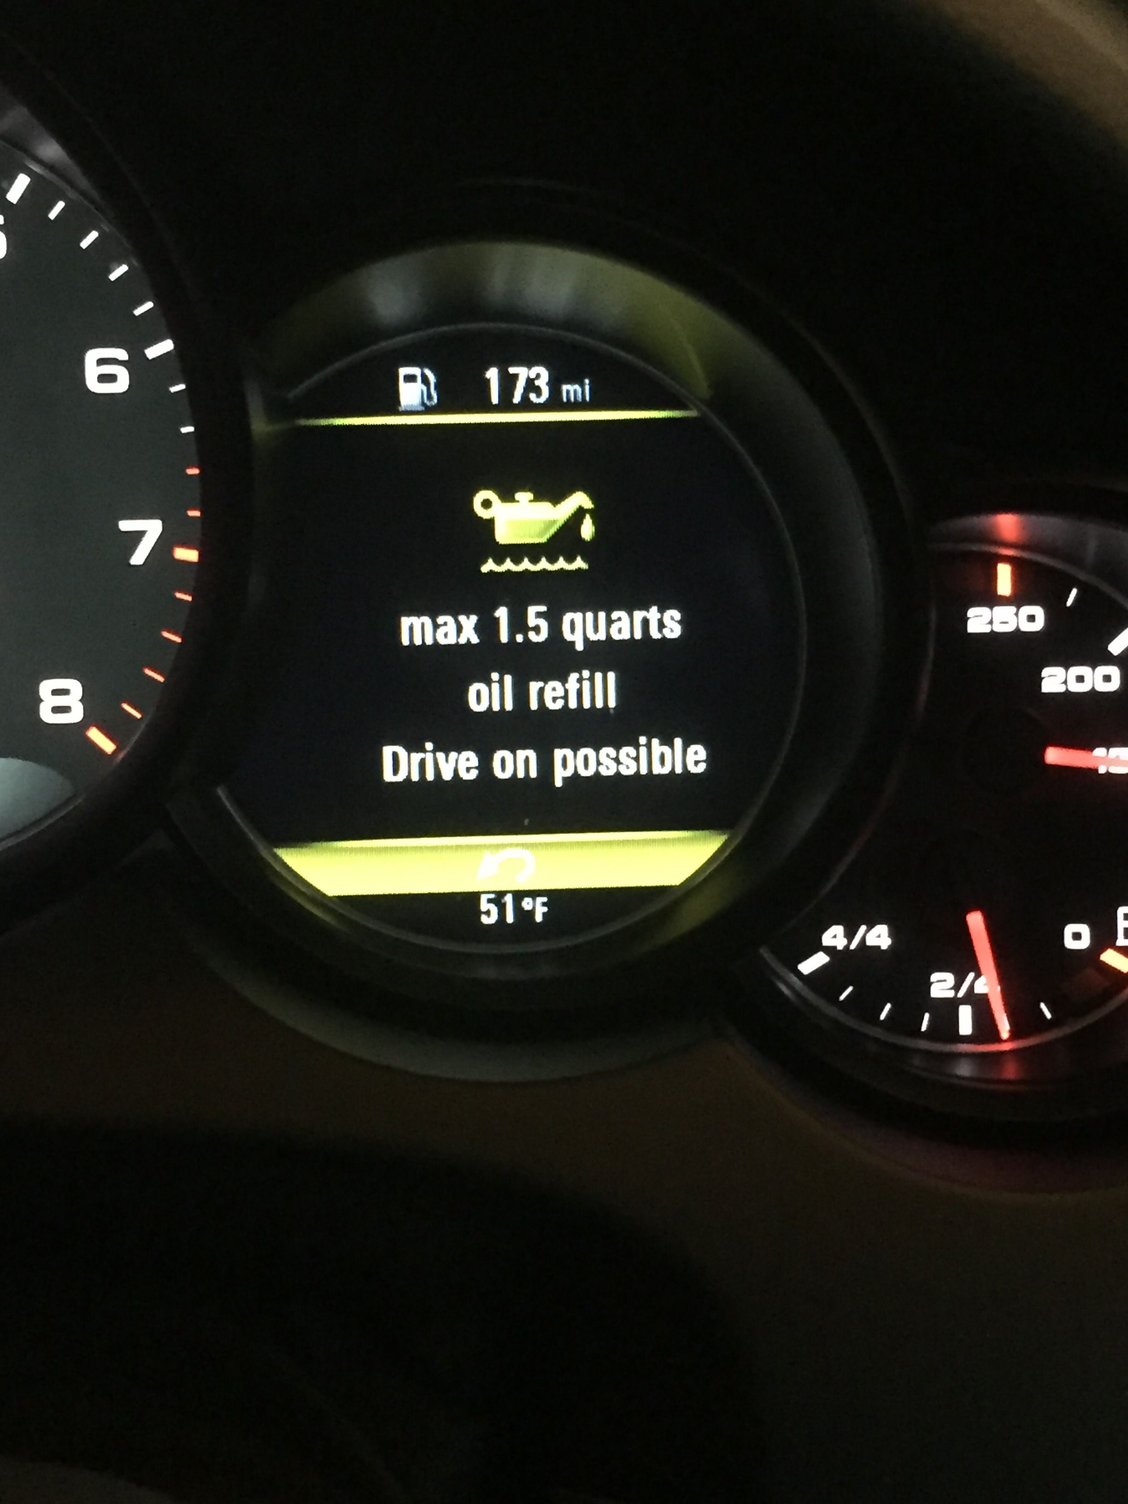 6
7
8
173 mi
max 1.5 quarts
oil refill
Drive on possible
51°F
250
200
4/4
2/4
0